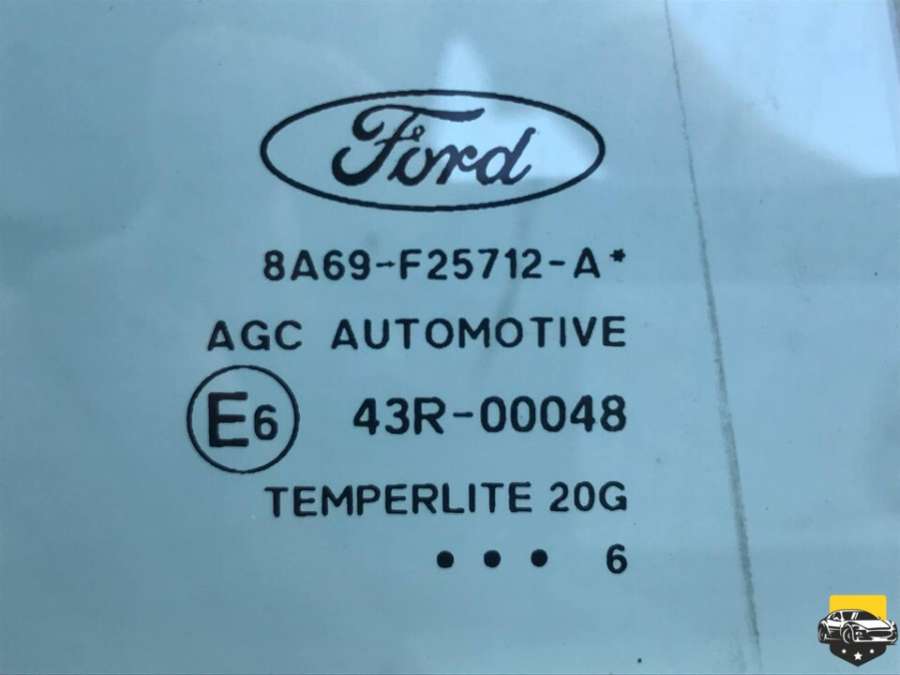 Ford
8A69-F25712-A*
AGC AUTOMOTIVE
E6 43R-00048
TEMPERLITE 20G
• • • 6